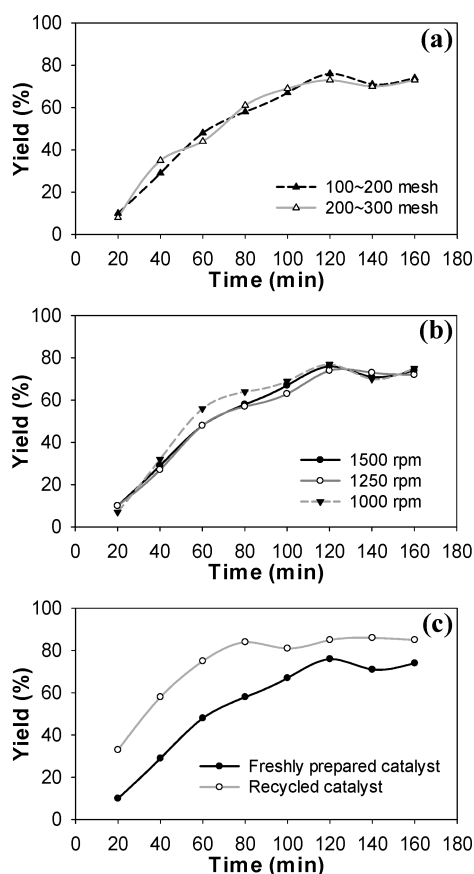 (a)
Yield (%)
100
80
60
40
20
0
100~200 mesh
200~300 mesh
0 20 40 60 80 100 120 140 160 180
Time (min)
(b)
Yield (%)
100
80
60
40
20
0
1500 rpm
1250 rpm
1000 rpm
0 20 40 60 80 100 120 140 160 180
Time (min)
(c)
Yield (%)
100
80
60
40
20
0
Freshly prepared catalyst
Recycled catalyst
0 20 40 60 80 100 120 140 160 180
Time (min)